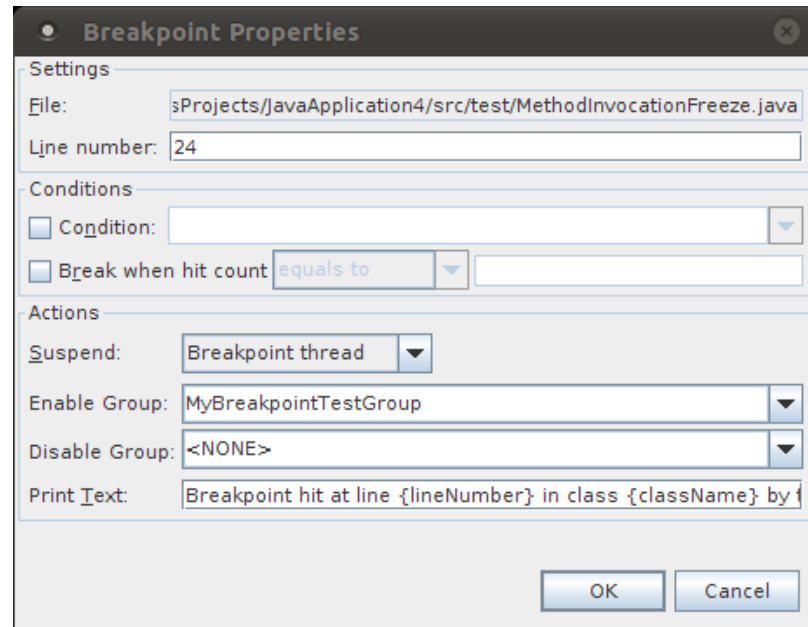 Breakpoint Properties
Settings
File: sProjects/JavaApplication4/src/test/MethodInvocationFreeze.java
Line number: 24
Conditions
Condition:
Break when hit count equals to
Actions
Suspend: Breakpoint thread
Enable Group: MyBreakpointTestGroup
Disable Group: <NONE>
Print Text: Breakpoint hit at line {lineNumber} in class {className} by
OK Cancel